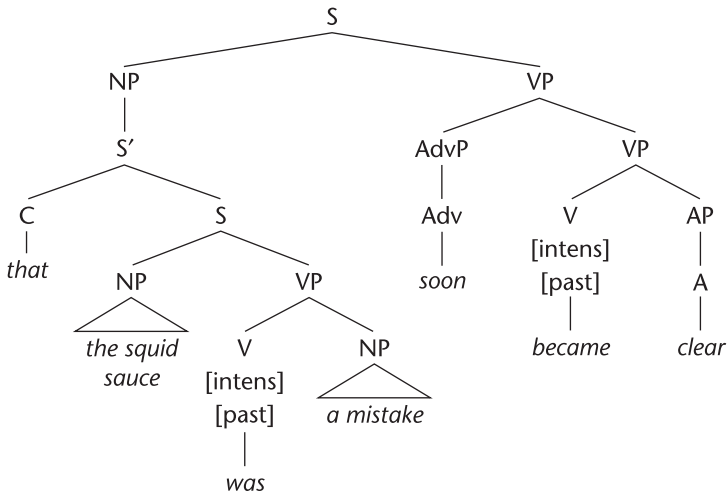 S
NP VP
S′ AdvP VP
C S Adv V AP
that NP VP soon [intens] A
[past]
the squid sauce V NP became clear
[intens]
[past] a mistake
was